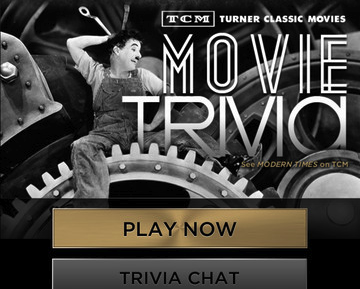 TCM TURNER CLASSIC MOVIES
MOVIE
TRIVIA
See MODERN TIMES on TCM
PLAY NOW
TRIVIA CHAT